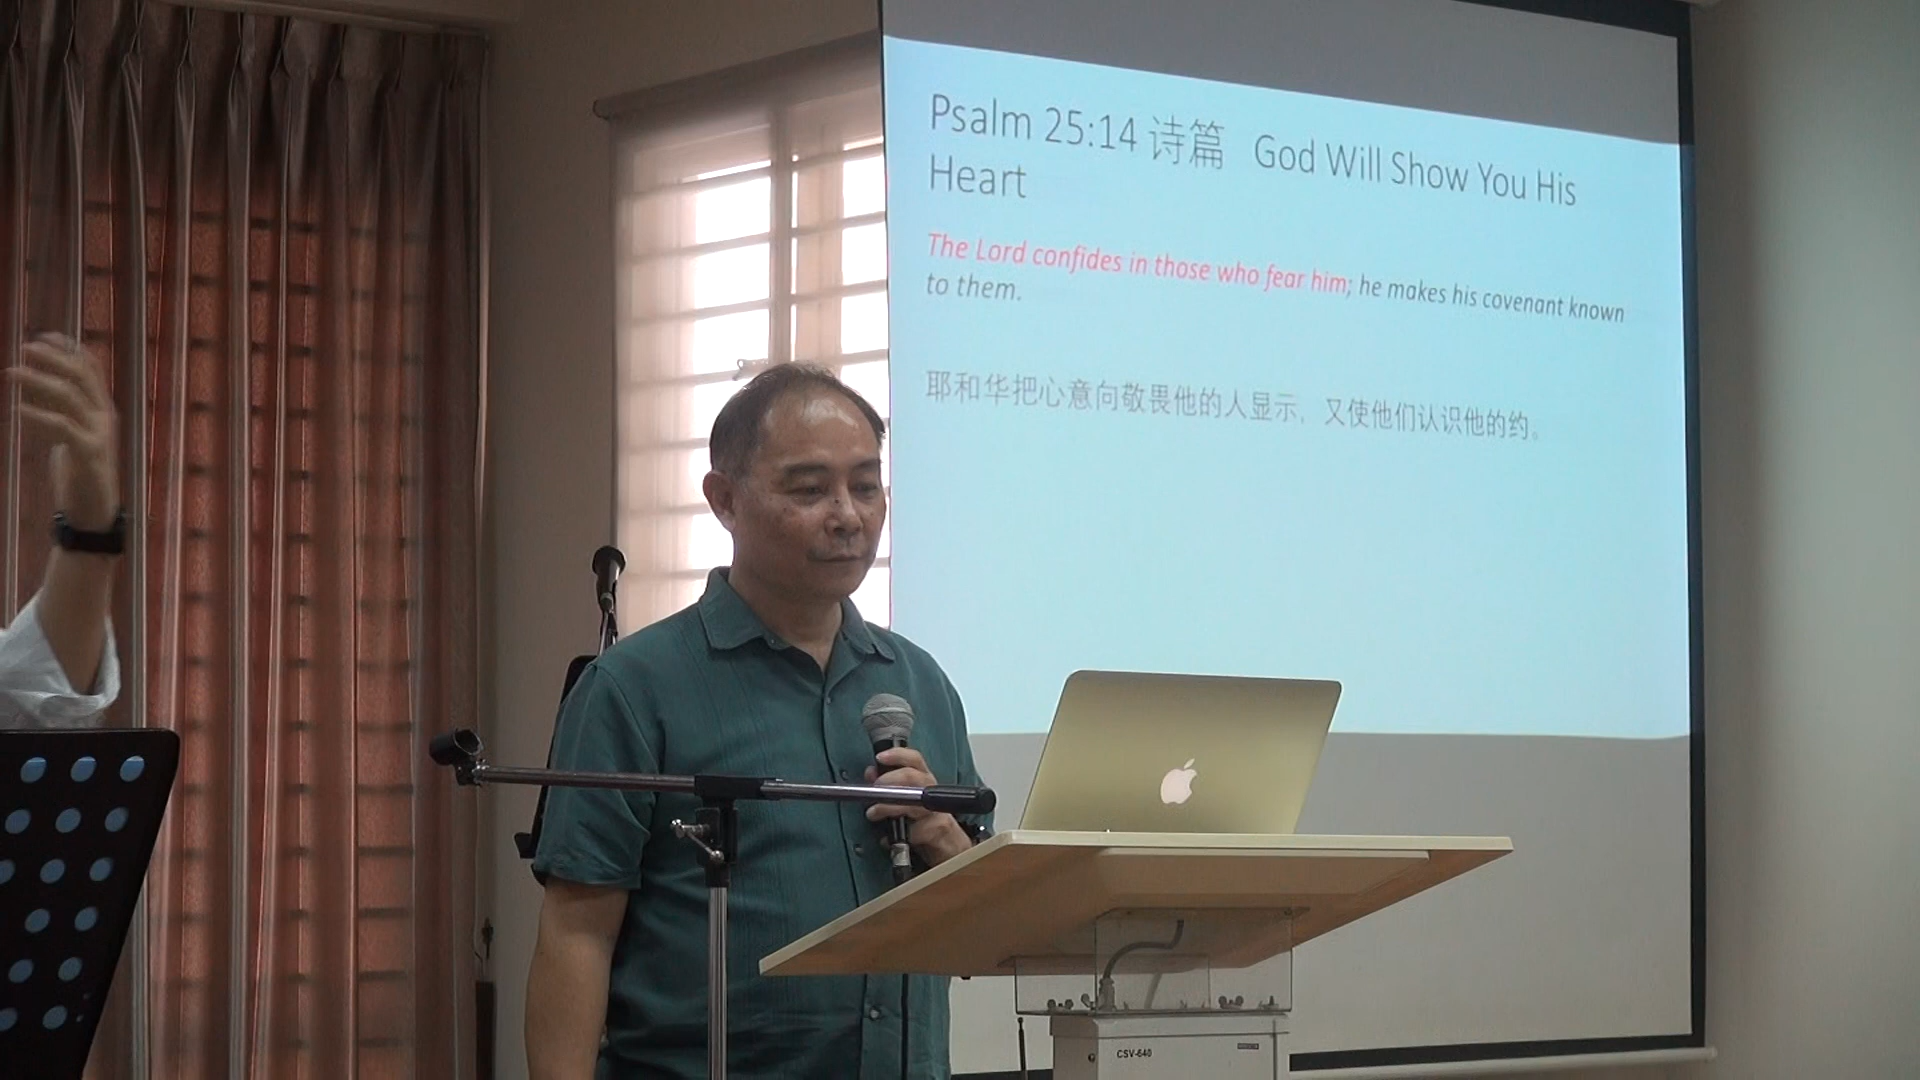 Psalm 25:14 诗篇 God Will Show You His
Heart
The Lord confides in those who fear him; he makes his covenant known
to them.
耶和华把心意向敬畏他的人显示，又使他们认识他的约。
CSV-640